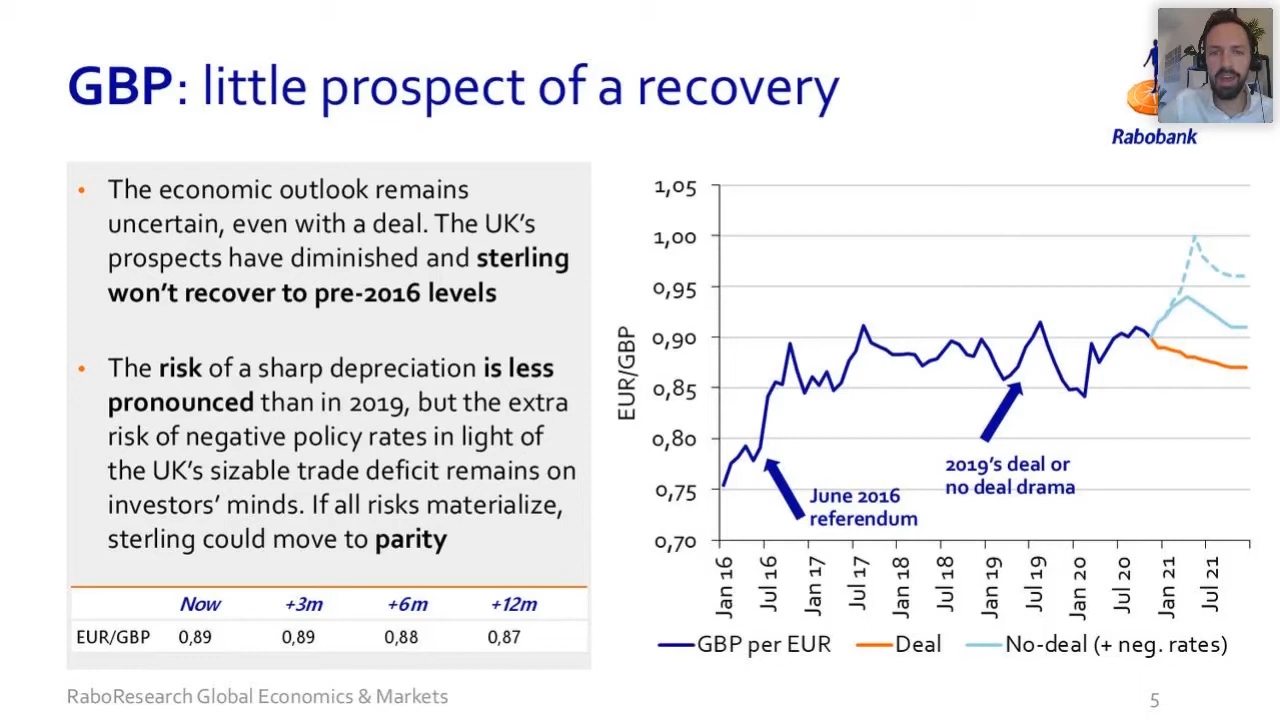 GBP: little prospect of a recovery
Rabobank
• The economic outlook remains
uncertain, even with a deal. The UK's
prospects have diminished and sterling
won't recover to pre-2016 levels
• The risk of a sharp depreciation is less
pronounced than in 2019, but the extra
risk of negative policy rates in light of
the UK's sizable trade deficit remains on
investors' minds. If all risks materialize,
sterling could move to parity
Now +3m +6m +12m
EUR/GBP 0,89 0,89 0,88 0,87
EUR/GBP
1,05
1,00
0,95
0,90
0,85
0,80
0,75
0,70
2019's deal or
no deal drama
June 2016
referendum
Jan 16
Jul 16
Jan 17
Jul 17
Jan 18
Jul 18
Jan 19
Jul 19
Jan 20
Jul 20
Jan 21
Jul 21
GBP per EUR Deal No-deal (+ neg. rates)
RaboResearch Global Economics & Markets
5